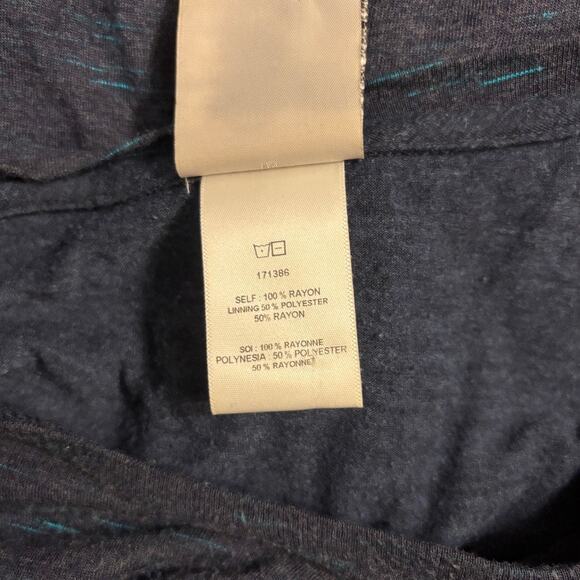 171386
SELF : 100 % RAYON
LINNING 50 % POLYESTER
50% RAYON
SOI : 100 % RAYONNE
POLYNESIA : 50 % POLYESTER
50 % RAYONNE